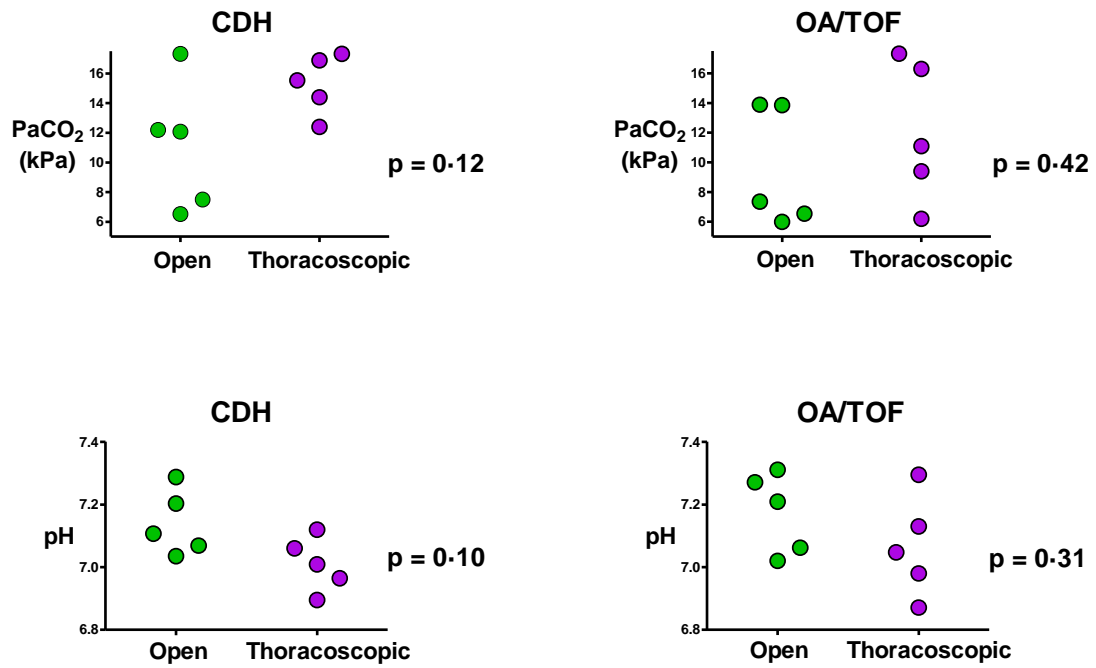 CDH
16
14
12
10
8
6
PaCO2
(kPa)
p = 0·12
Open Thoracoscopic
OA/TOF
16
14
12
10
8
6
PaCO2
(kPa)
p = 0·42
Open Thoracoscopic
CDH
7.4
7.2
7.0
6.8
pH
p = 0·10
Open Thoracoscopic
OA/TOF
7.4
7.2
7.0
6.8
pH
p = 0·31
Open Thoracoscopic